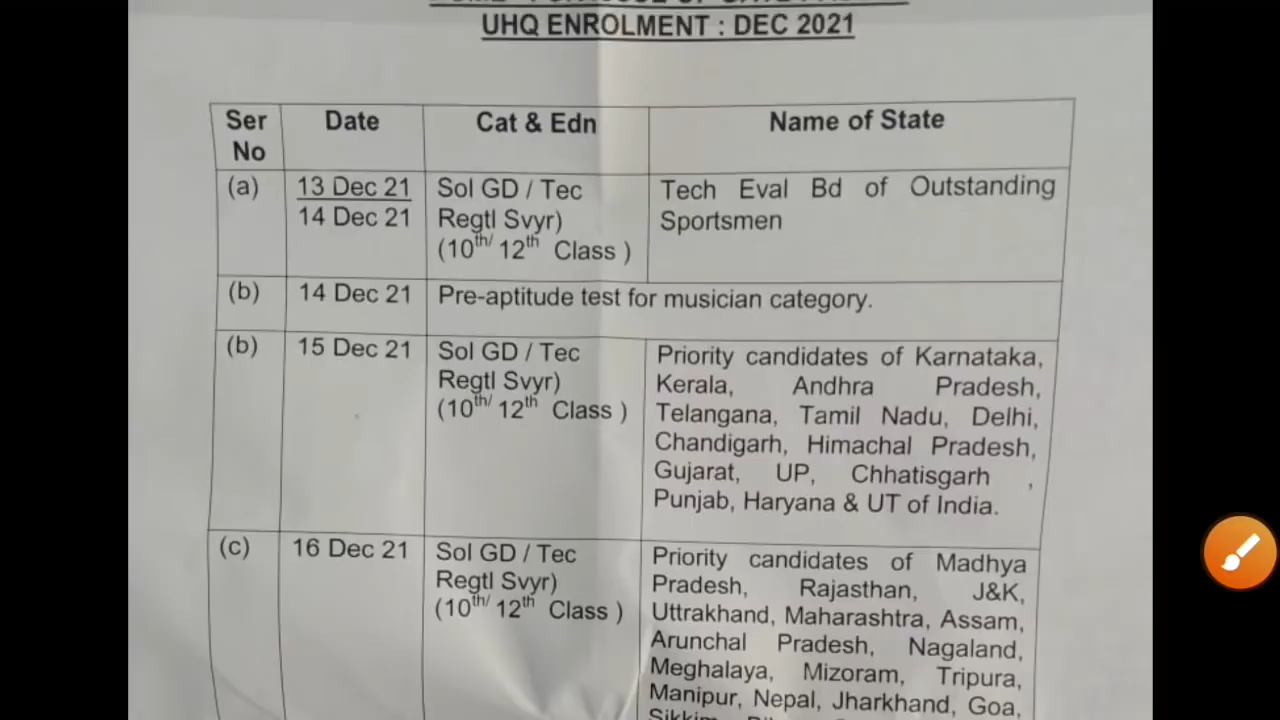 UHQ ENROLMENT : DEC 2021
Ser No Date Cat & Edn Name of State
(a) 13 Dec 21
14 Dec 21
Sol GD / Tec
Regtl Svyr)
(10th/ 12th Class )
Tech Eval Bd of Outstanding
Sportsmen
(b) 14 Dec 21 Pre-aptitude test for musician category.
(b) 15 Dec 21
Sol GD / Tec
Regtl Svyr)
(10th/ 12th Class )
Priority candidates of Karnataka,
Kerala, Andhra Pradesh,
Telangana, Tamil Nadu, Delhi,
Chandigarh, Himachal Pradesh,
Gujarat, UP, Chhatisgarh ,
Punjab, Haryana & UT of India.
(c) 16 Dec 21
Sol GD / Tec
Regtl Svyr)
(10th/ 12th Class )
Priority candidates of Madhya
Pradesh, Rajasthan, J&K,
Uttrakhand, Maharashtra, Assam,
Arunchal Pradesh, Nagaland,
Meghalaya, Mizoram, Tripura,
Manipur, Nepal, Jharkhand, Goa,
Sikkim,